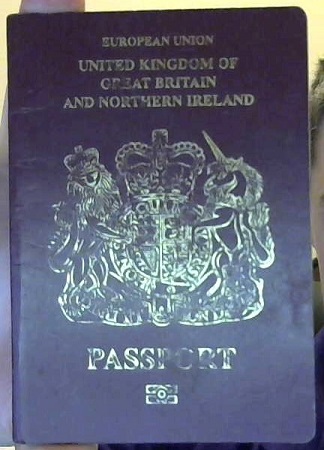 EUROPEAN UNION
UNITED KINGDOM OF
GREAT BRITAIN
AND NORTHERN IRELAND
PASSPORT